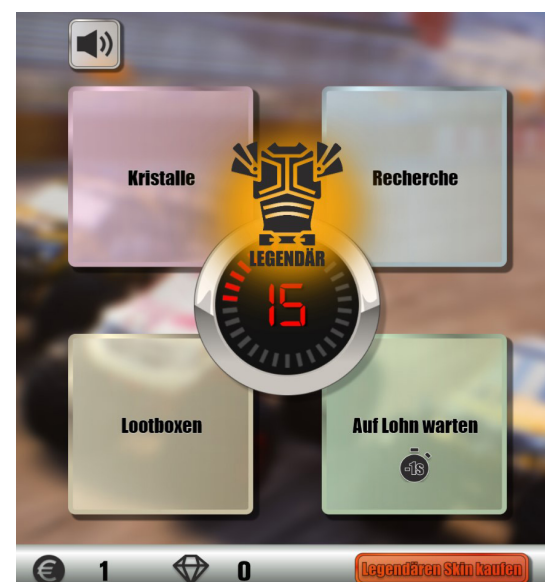 Kristalle
Recherche
LEGENDÄR
15
Lootboxen
Auf Lohn warten
-1s
€ 1 0
Legendären Skin kaufen